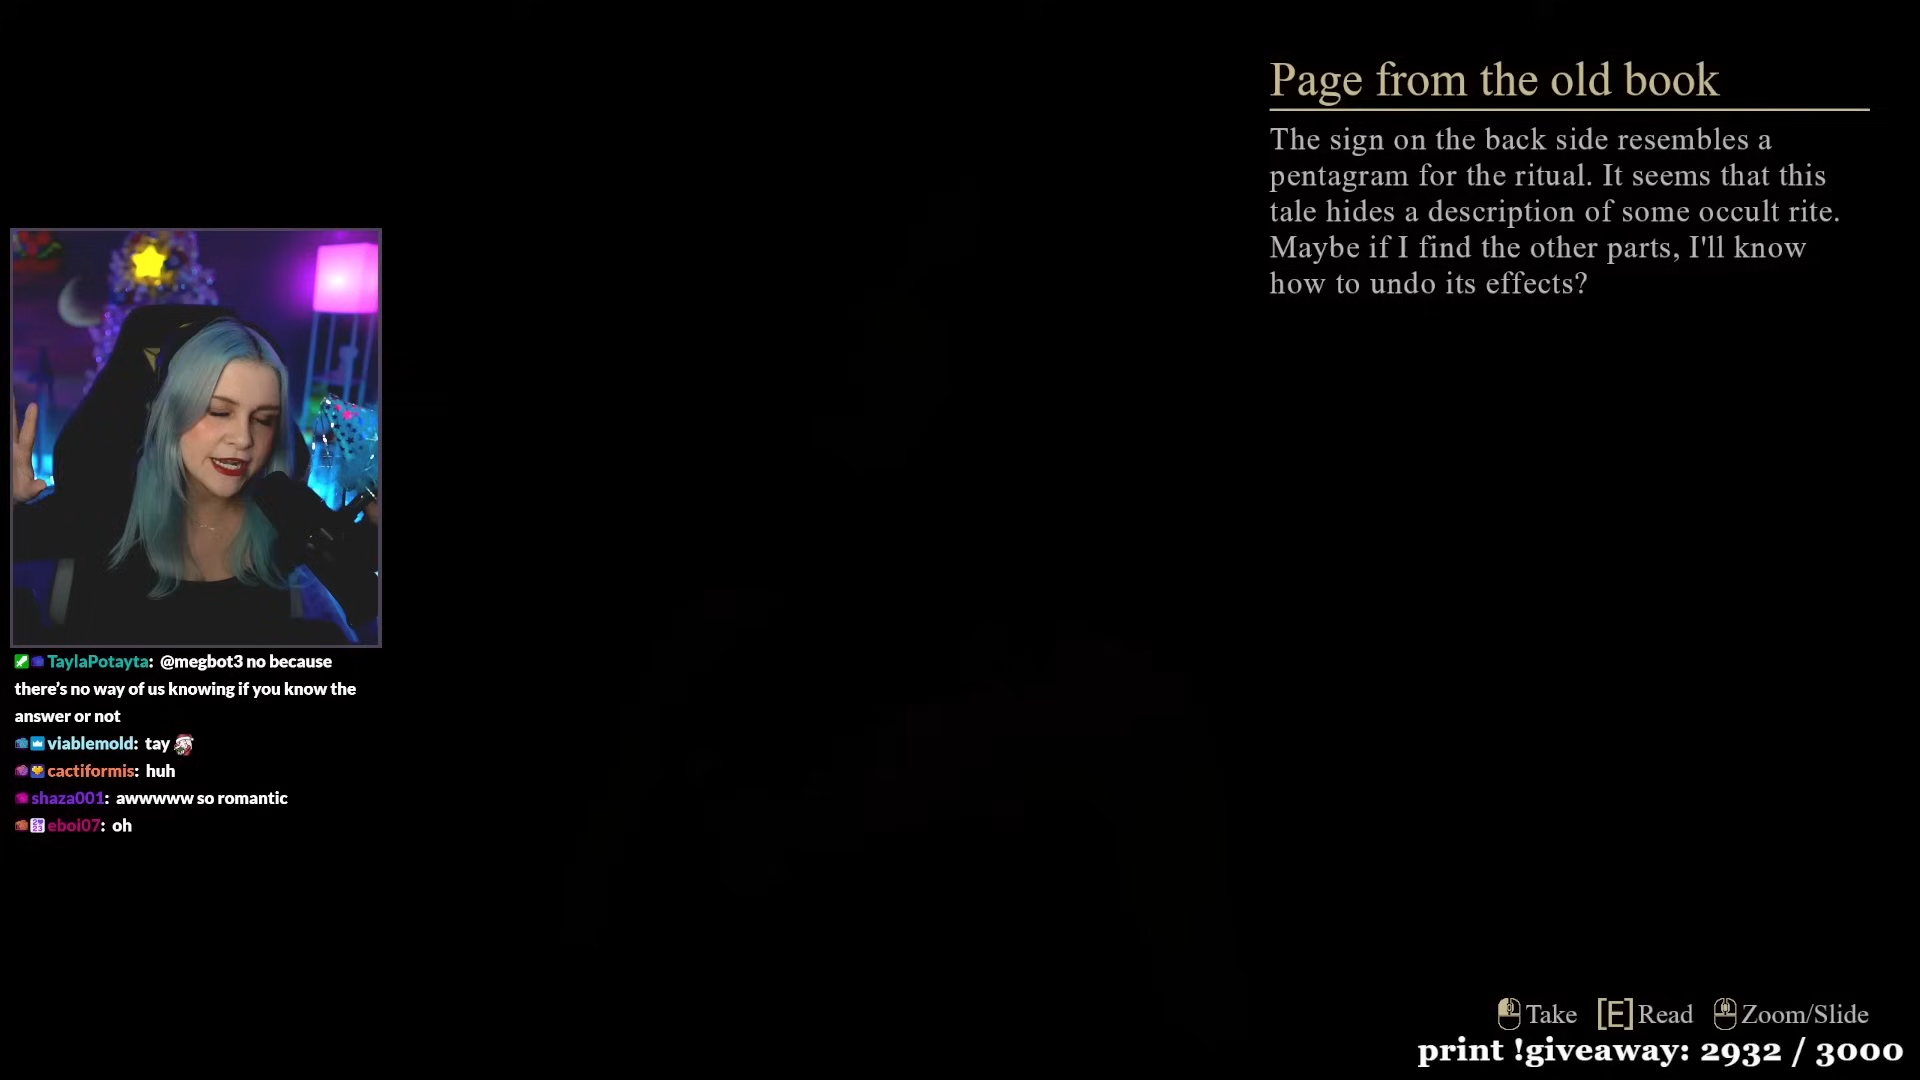 Page from the old book
The sign on the back side resembles a
pentagram for the ritual. It seems that this
tale hides a description of some occult rite.
Maybe if I find the other parts, I'll know
how to undo its effects?
TaylaPotayta: @megbot3 no because
there's no way of us knowing if you know the
answer or not
viablemold: tay
cactiformis: huh
shaza001: awwwww so romantic
eboi07: oh
Take [E] Read Zoom/Slide
print !giveaway: 2932 / 3000